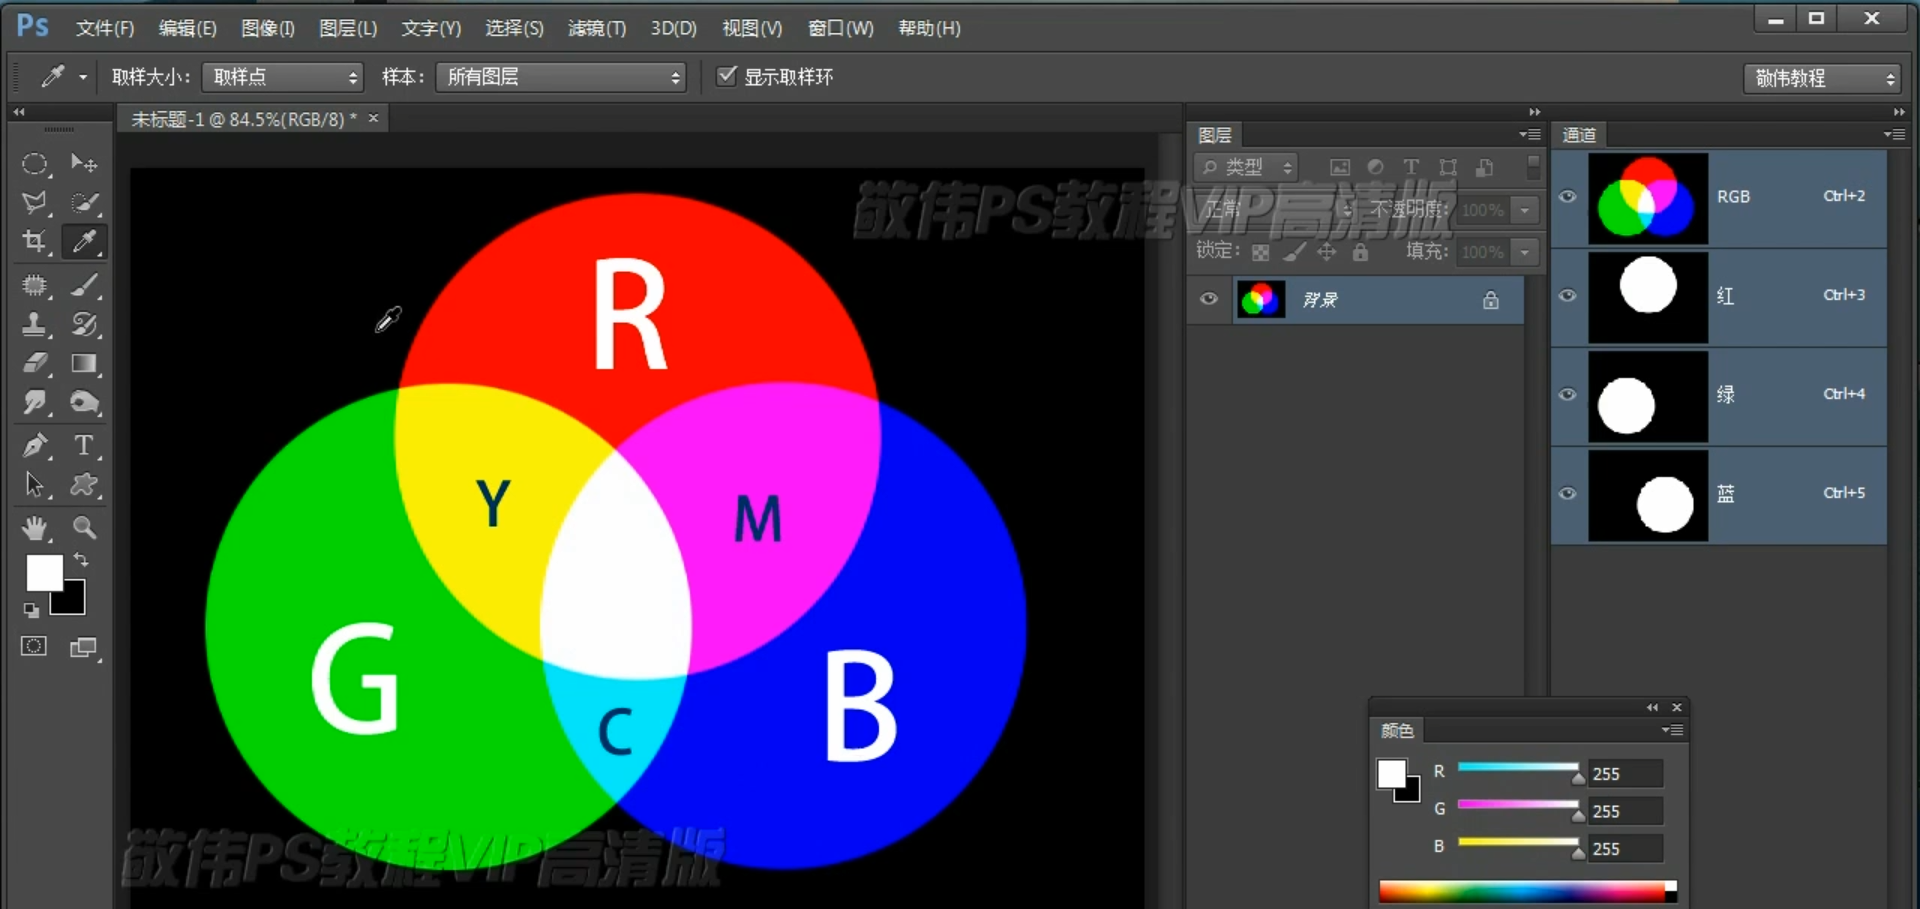 Ps 文件(F) 编辑(E) 图像(I) 图层(L) 文字(Y) 选择(S) 滤镜(T) 3D(D) 视图(V) 窗口(W) 帮助(H)
取样大小： 取样点 样本： 所有图层 显示取样环 敬伟教程
未标题-1 @ 84.5%(RGB/8) * ×
图层
通道
类型
敬伟PS教程VIP高清版
正常 不透明度： 100%
锁定： 填充： 100%
背景
RGB Ctrl+2
红 Ctrl+3
绿 Ctrl+4
蓝 Ctrl+5
R
Y
M
G
C
B
敬伟PS教程VIP高清版
颜色
R 255
G 255
B 255